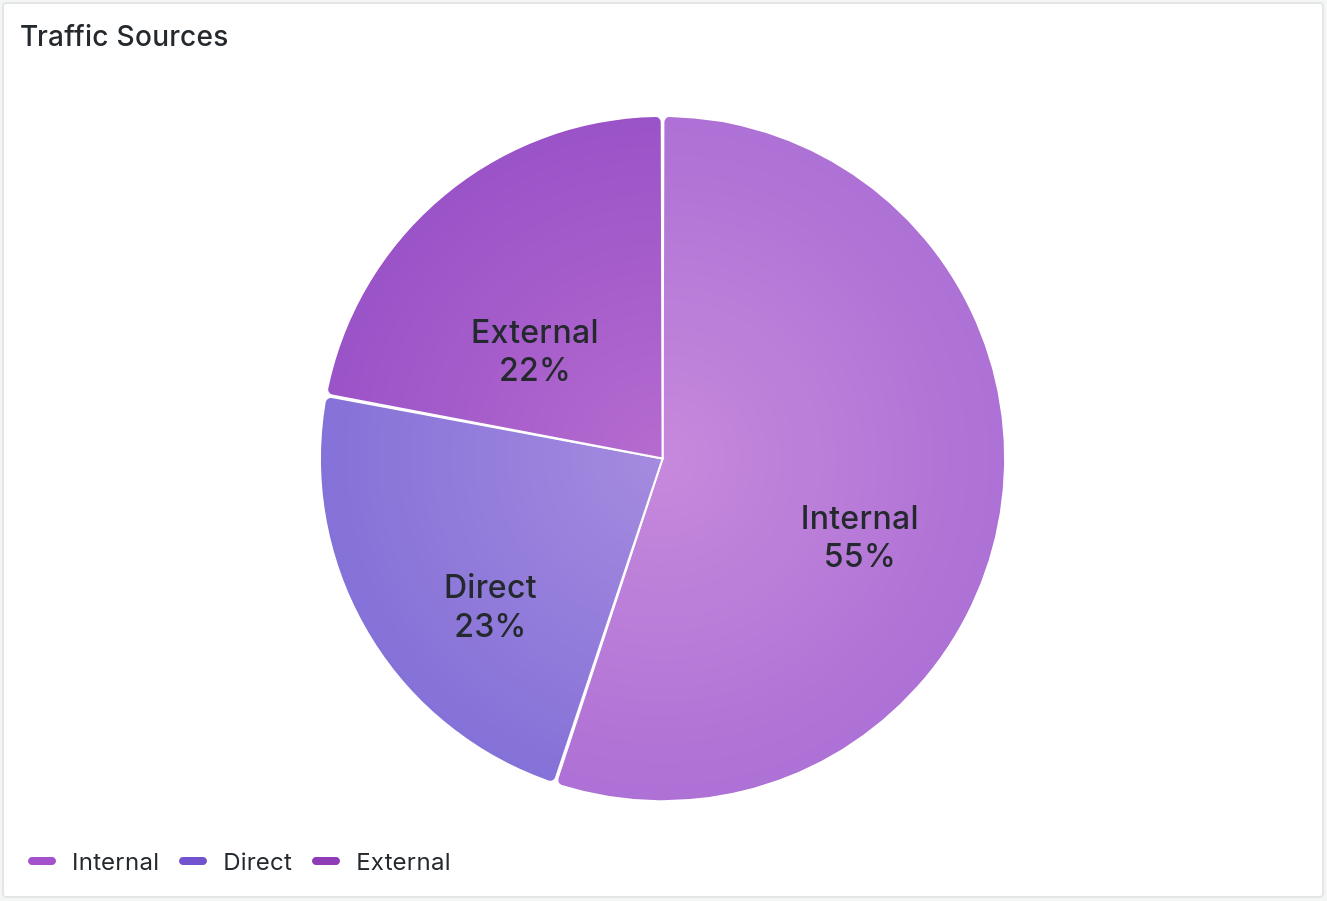 Traffic Sources
External
22%
Internal
55%
Direct
23%
Internal
Direct
External